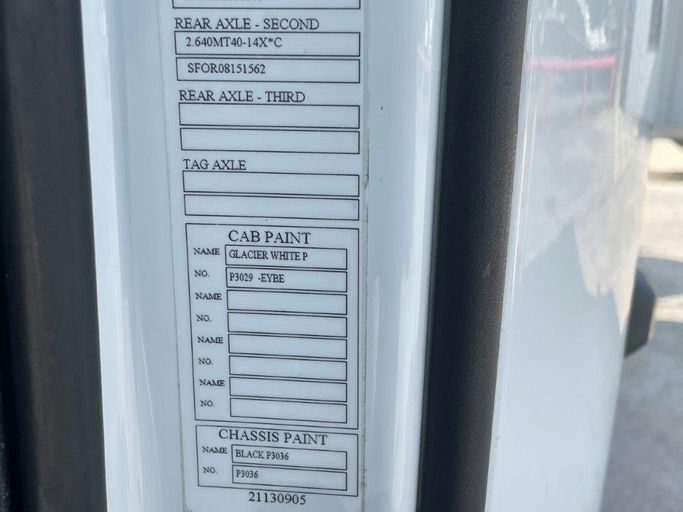 REAR AXLE - SECOND
2.640MT40-14X*C
SFOR08151562
REAR AXLE - THIRD
TAG AXLE
CAB PAINT
NAME GLACIER WHITE P
NO. P3029 -EYBE
NAME
NO.
NAME
NO.
NAME
NO.
CHASSIS PAINT
NAME BLACK P3036
NO. P3036
21130905